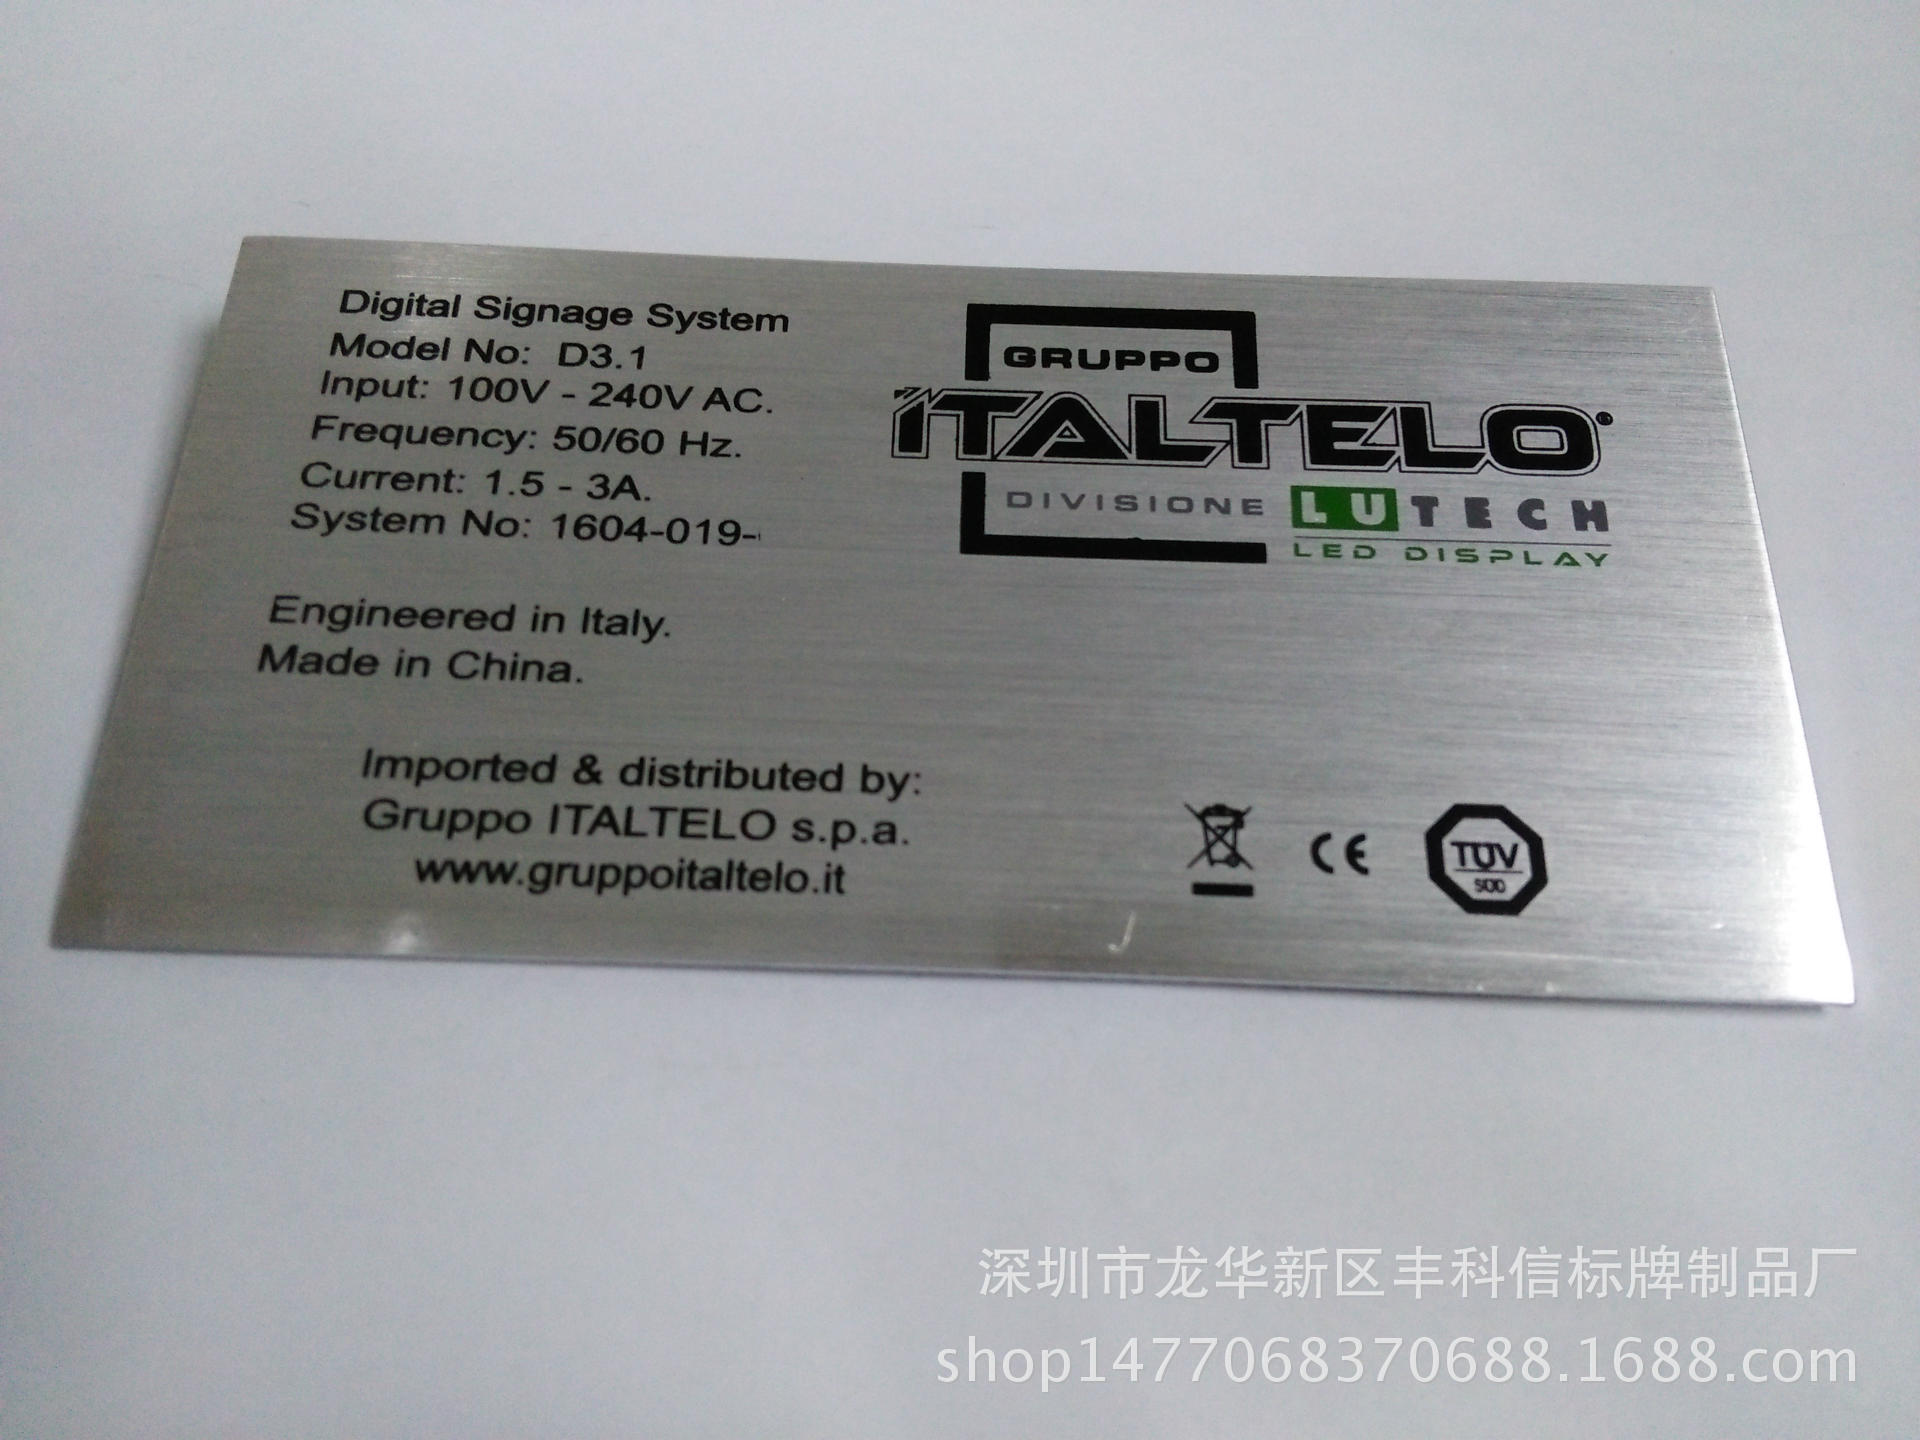 Digital Signage System
Model No: D3.1
Input: 100V - 240V AC.
Frequency: 50/60 Hz.
Current: 1.5 - 3A.
System No: 1604-019-
Engineered in Italy.
Made in China.
Imported & distributed by:
Gruppo ITALTELO s.p.a.
www.gruppoitaltelo.it
GRUPPO
ITALTELO
DIVISIONE LUTECH
LED DISPLAY
CE
TUV
SUD
深圳市龙华新区丰科信标牌制品厂
shop1477068370688.1688.com